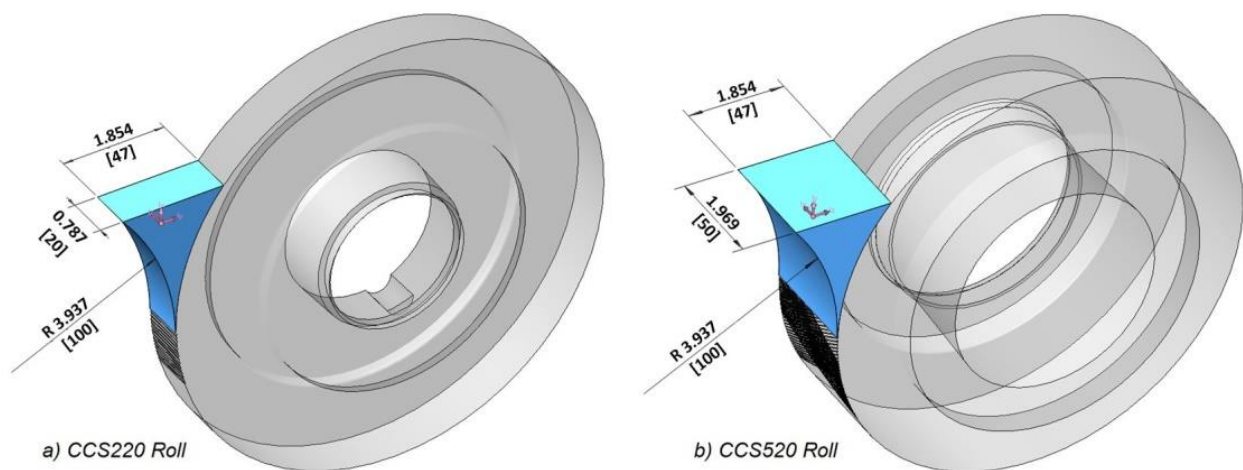 1.854
[47]
0.787
[20]
R 3.937
[100]
a) CCS220 Roll
1.854
[47]
1.969
[50]
R 3.937
[100]
b) CCS520 Roll